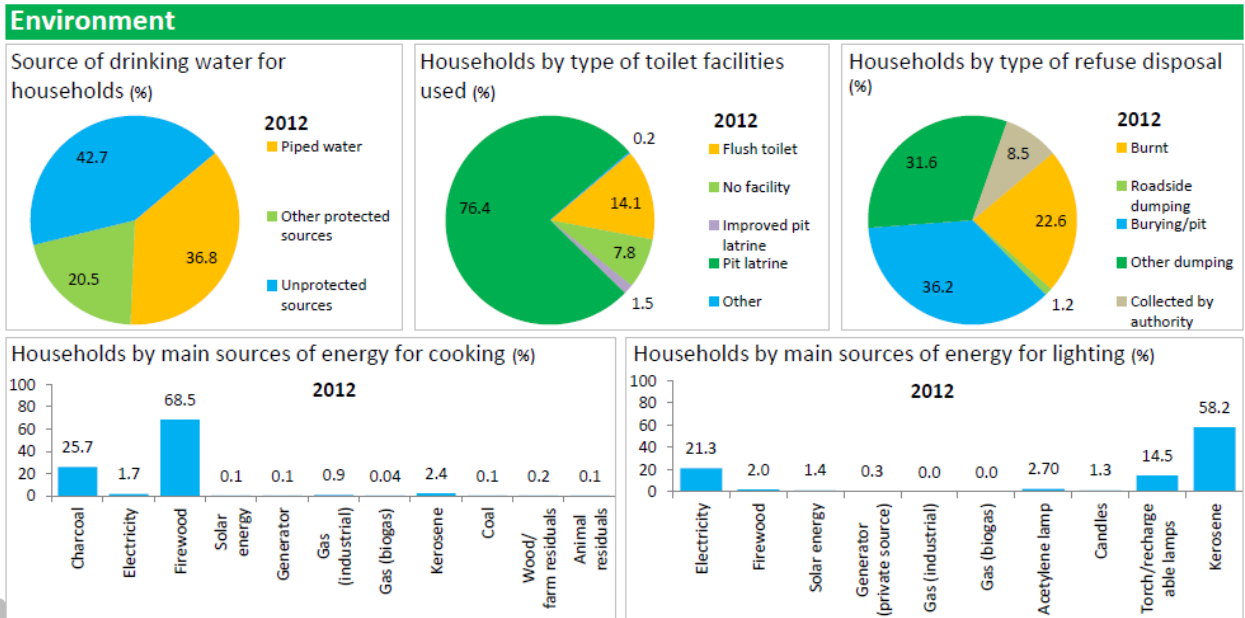 Environment
Source of drinking water for
households (%)
2012
42.7
36.8
20.5
Piped water
Other protected
sources
Unprotected
sources
Households by type of toilet facilities
used (%)
2012
0.2
14.1
76.4
7.8
1.5
Flush toilet
No facility
Improved pit
latrine
Pit latrine
Other
Households by type of refuse disposal
(%)
2012
8.5
31.6
22.6
36.2
1.2
Burnt
Roadside
dumping
Burying/pit
Other dumping
Collected by
authority
Households by main sources of energy for cooking (%)
2012
100
80
60
40
20
0
25.7
1.7
68.5
0.1
0.1
0.9
0.04
2.4
0.1
0.2
0.1
Charcoal
Electricity
Firewood
Solar
energy
Generator
Gas
(industrial)
Gas (biogas)
Kerosene
Coal
Wood/
farm residuals
Animal
residuals
Households by main sources of energy for lighting (%)
2012
100
80
60
40
20
0
21.3
2.0
1.4
0.3
0.0
0.0
2.70
1.3
14.5
58.2
Electricity
Firewood
Solar energy
Generator
(private source)
Gas (industrial)
Gas (biogas)
Acetylene lamp
Candles
Torch/recharge
able lamps
Kerosene